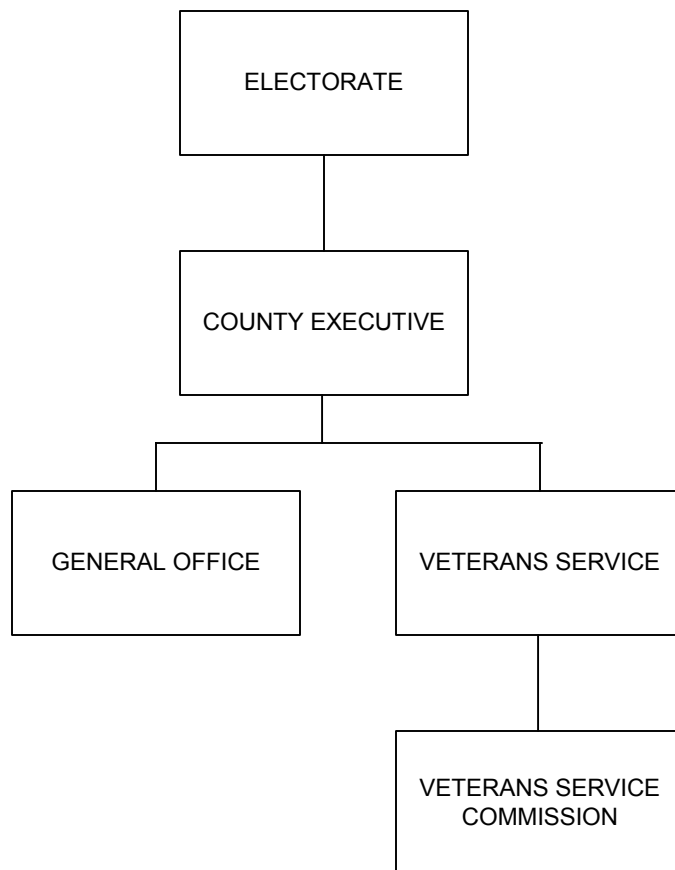 ELECTORATE
COUNTY EXECUTIVE
GENERAL OFFICE
VETERANS SERVICE
VETERANS SERVICE
COMMISSION